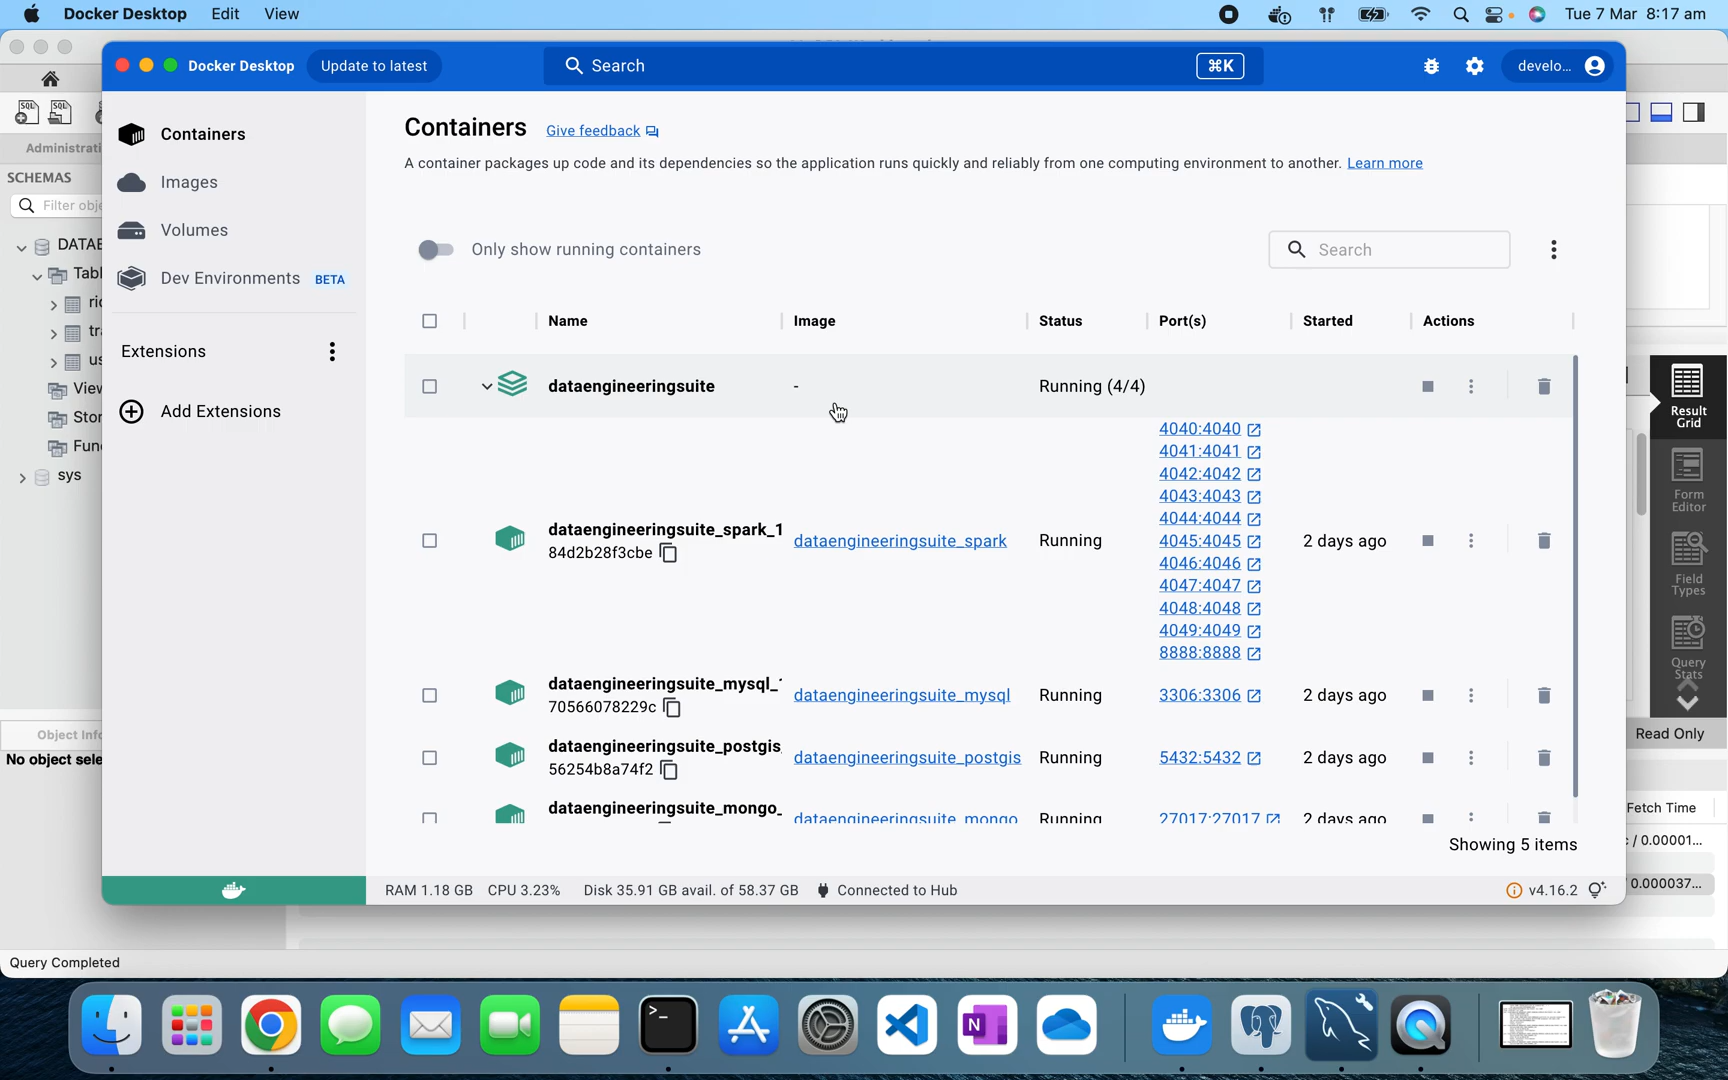 Docker Desktop Edit View
Tue 7 Mar 8:17 am
Docker Desktop
Update to latest
Search
⌘K
develo...
Containers
Images
Volumes
Dev Environments BETA
Extensions
Add Extensions
Containers
Give feedback
A container packages up code and its dependencies so the application runs quickly and reliably from one computing environment to another. Learn more
Only show running containers
Search
Name Image Status Port(s) Started Actions
dataengineeringsuite - Running (4/4)
4040:4040
4041:4041
4042:4042
4043:4043
4044:4044
dataengineeringsuite_spark_1
84d2b28f3cbe
dataengineeringsuite_spark Running 4045:4045 2 days ago
4046:4046
4047:4047
4048:4048
4049:4049
8888:8888
dataengineeringsuite_mysql_
70566078229c
dataengineeringsuite_mysql Running 3306:3306 2 days ago
dataengineeringsuite_postgis
56254b8a74f2
dataengineeringsuite_postgis Running 5432:5432 2 days ago
dataengineeringsuite_mongo_
dataengineeringsuite_mongo Running 27017:27017 2 days ago
Showing 5 items
RAM 1.18 GB CPU 3.23% Disk 35.91 GB avail. of 58.37 GB Connected to Hub
v4.16.2
SQL
SQL
Administrati
SCHEMAS
Filter obje
DATAE
Tabl
ric
tra
us
View
Stor
Func
sys
Object Info
No object sele
Query Completed
Result
Grid
Form
Editor
Field
Types
Query
Stats
Read Only
Fetch Time
/ 0.00001...
0.000037...